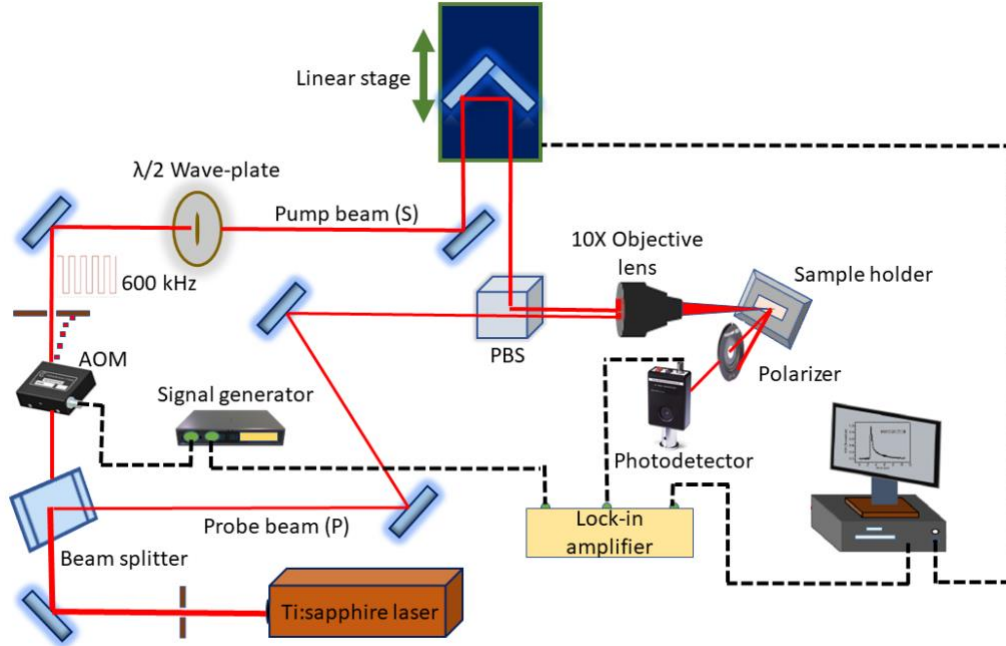 Linear stage
λ/2 Wave-plate
Pump beam (S)
10X Objective
lens
Sample holder
600 kHz
PBS
AOM
Polarizer
Signal generator
Photodetector
Probe beam (P)
Lock-in
amplifier
Beam splitter
Ti:sapphire laser